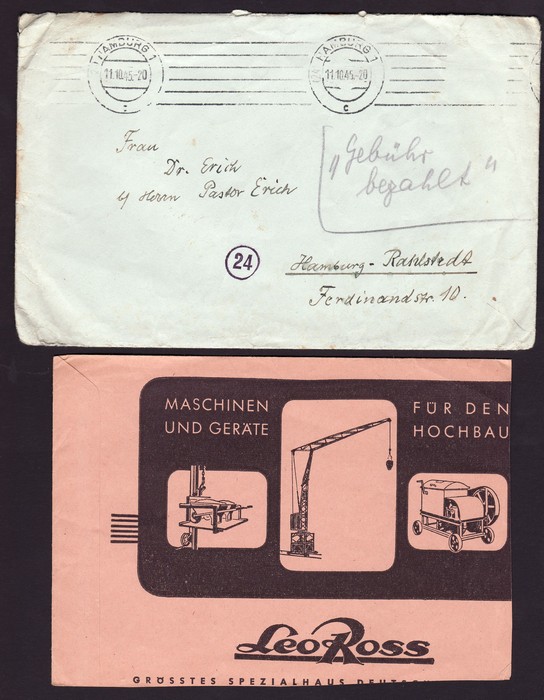 HAMBURG 1
11.10.45.-20
c
HAMBURG 1
11.10.45.-20
c
Frau
Dr. Erich
b/ Herrn Pastor Erich
„Gebühr
bezahlt"
24
Hamburg-Rahlstedt
Ferdinandstr. 10.
MASCHINEN
UND GERÄTE
FÜR DEN
HOCHBAU
Leo Ross
GRÖSSTES SPEZIALHAUS